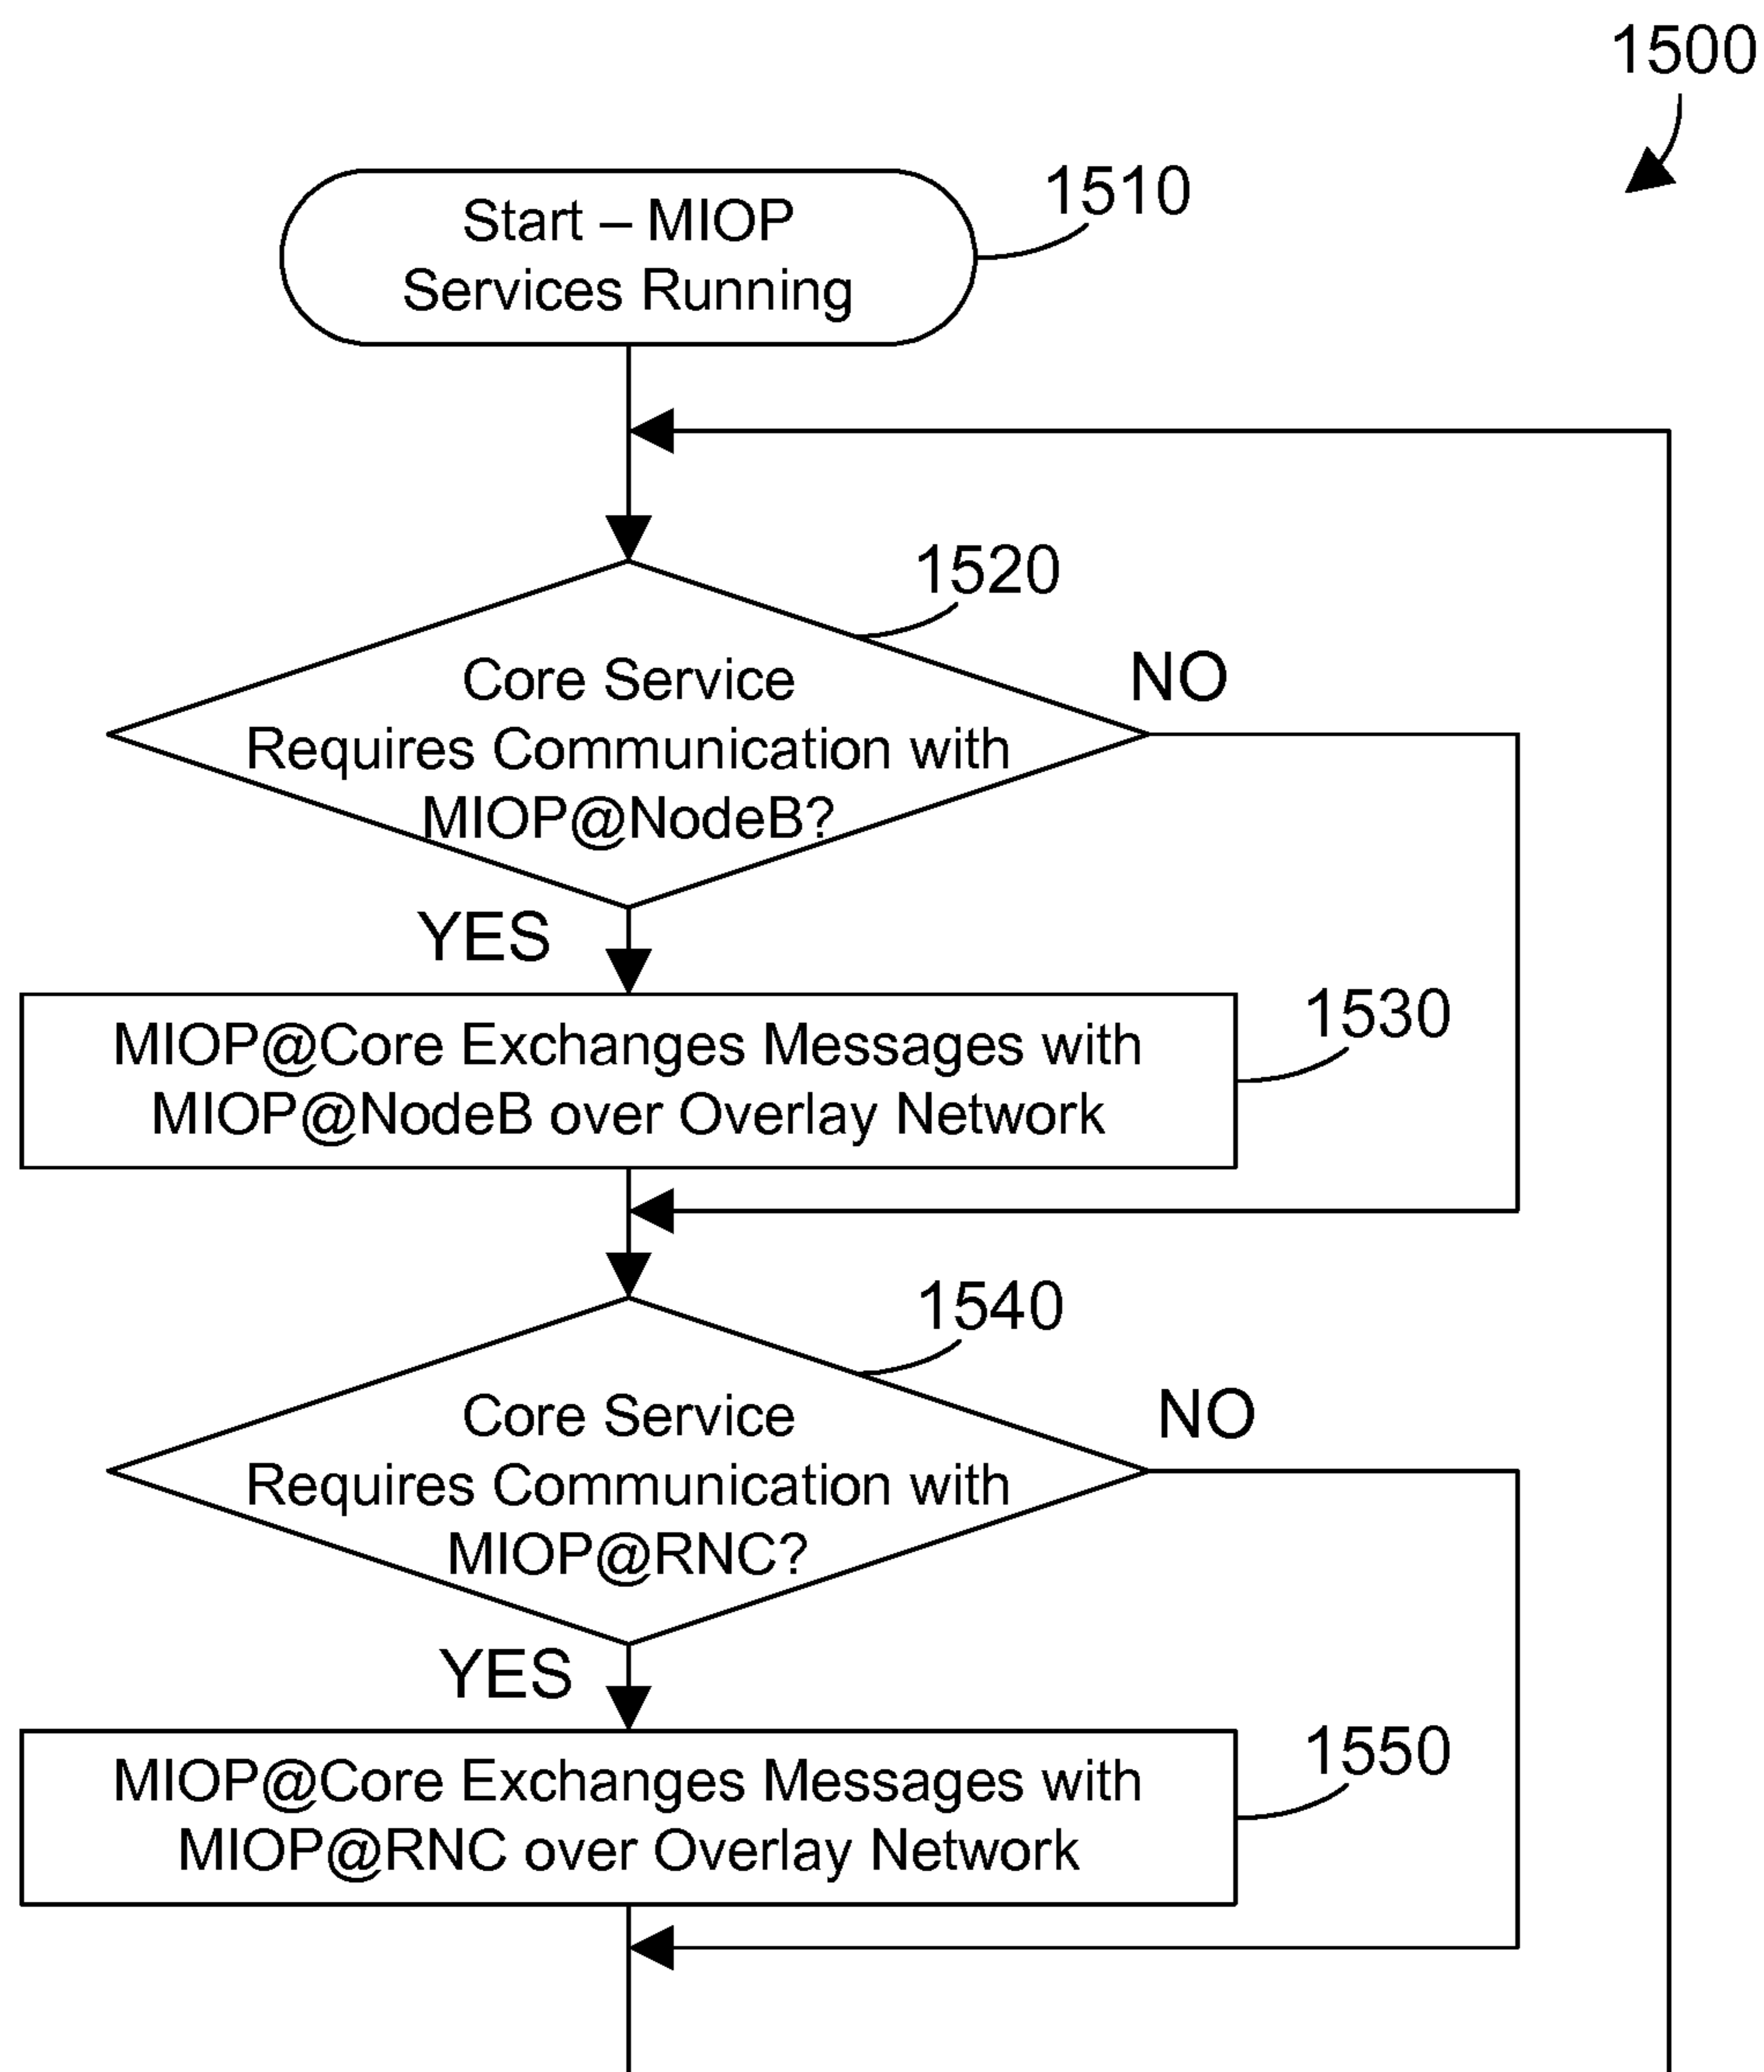 1500
1510
Start – MIOP
Services Running
1520
Core Service
Requires Communication with
MIOP@NodeB?
NO
YES
1530
MIOP@Core Exchanges Messages with
MIOP@NodeB over Overlay Network
1540
Core Service
Requires Communication with
MIOP@RNC?
NO
YES
1550
MIOP@Core Exchanges Messages with
MIOP@RNC over Overlay Network